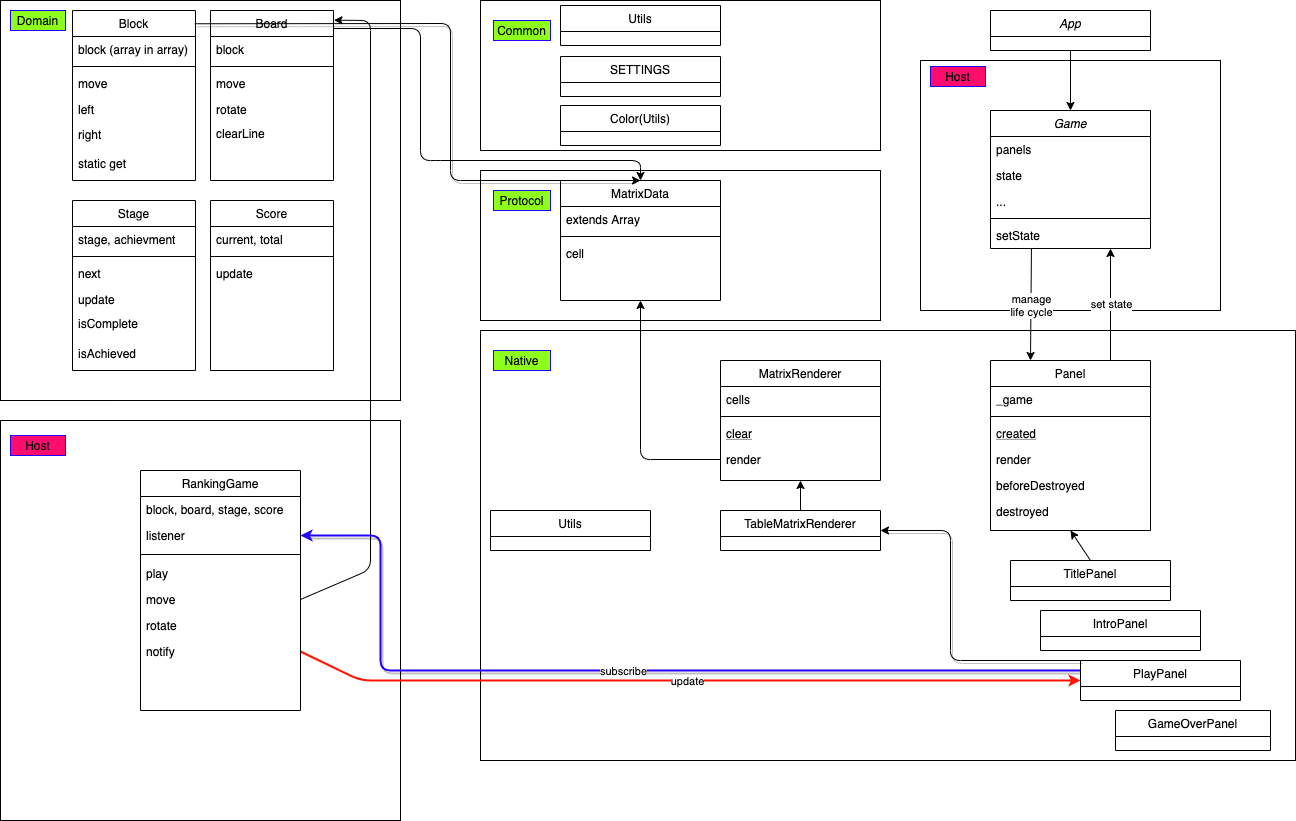 Domain
Block
block (array in array)
move
left
right
static get
Board
block
move
rotate
clearLine
Stage
stage, achievment
next
update
isComplete
isAchieved
Score
current, total
update
Common
Utils
SETTINGS
Color(Utils)
Protocol
MatrixData
extends Array
cell
App
Host
Game
panels
state
...
setState
manage
life cycle
set state
Native
MatrixRenderer
cells
clear
render
Utils
TableMatrixRenderer
Panel
_game
created
render
beforeDestroyed
destroyed
TitlePanel
IntroPanel
PlayPanel
GameOverPanel
Host
RankingGame
block, board, stage, score
listener
play
move
rotate
notify
subscribe
update